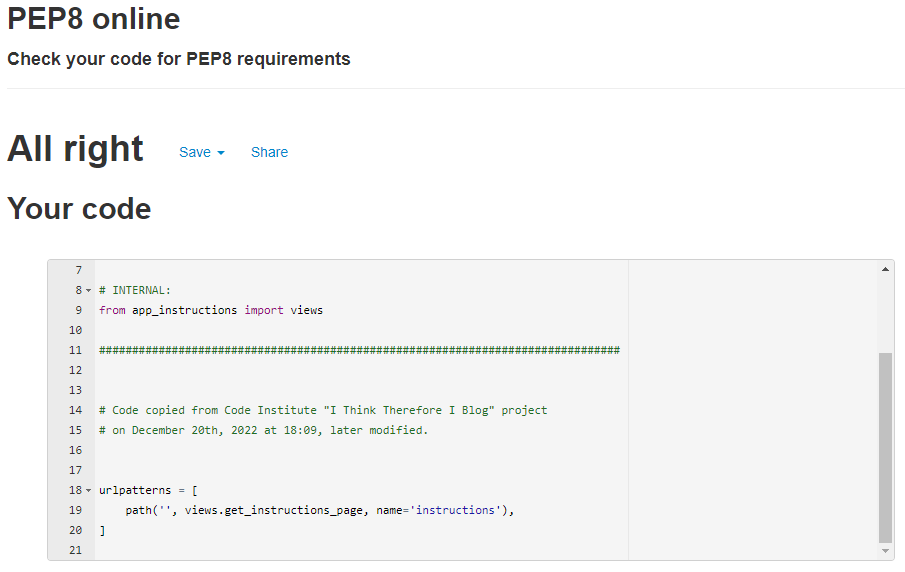 PEP8 online
Check your code for PEP8 requirements
All right Save Share
Your code
7
8 # INTERNAL:
9 from app_instructions import views
10
11 ###############################################################################
12
13
14 # Code copied from Code Institute "I Think Therefore I Blog" project
15 # on December 20th, 2022 at 18:09, later modified.
16
17
18 urlpatterns = [
19     path('', views.get_instructions_page, name='instructions'),
20 ]
21